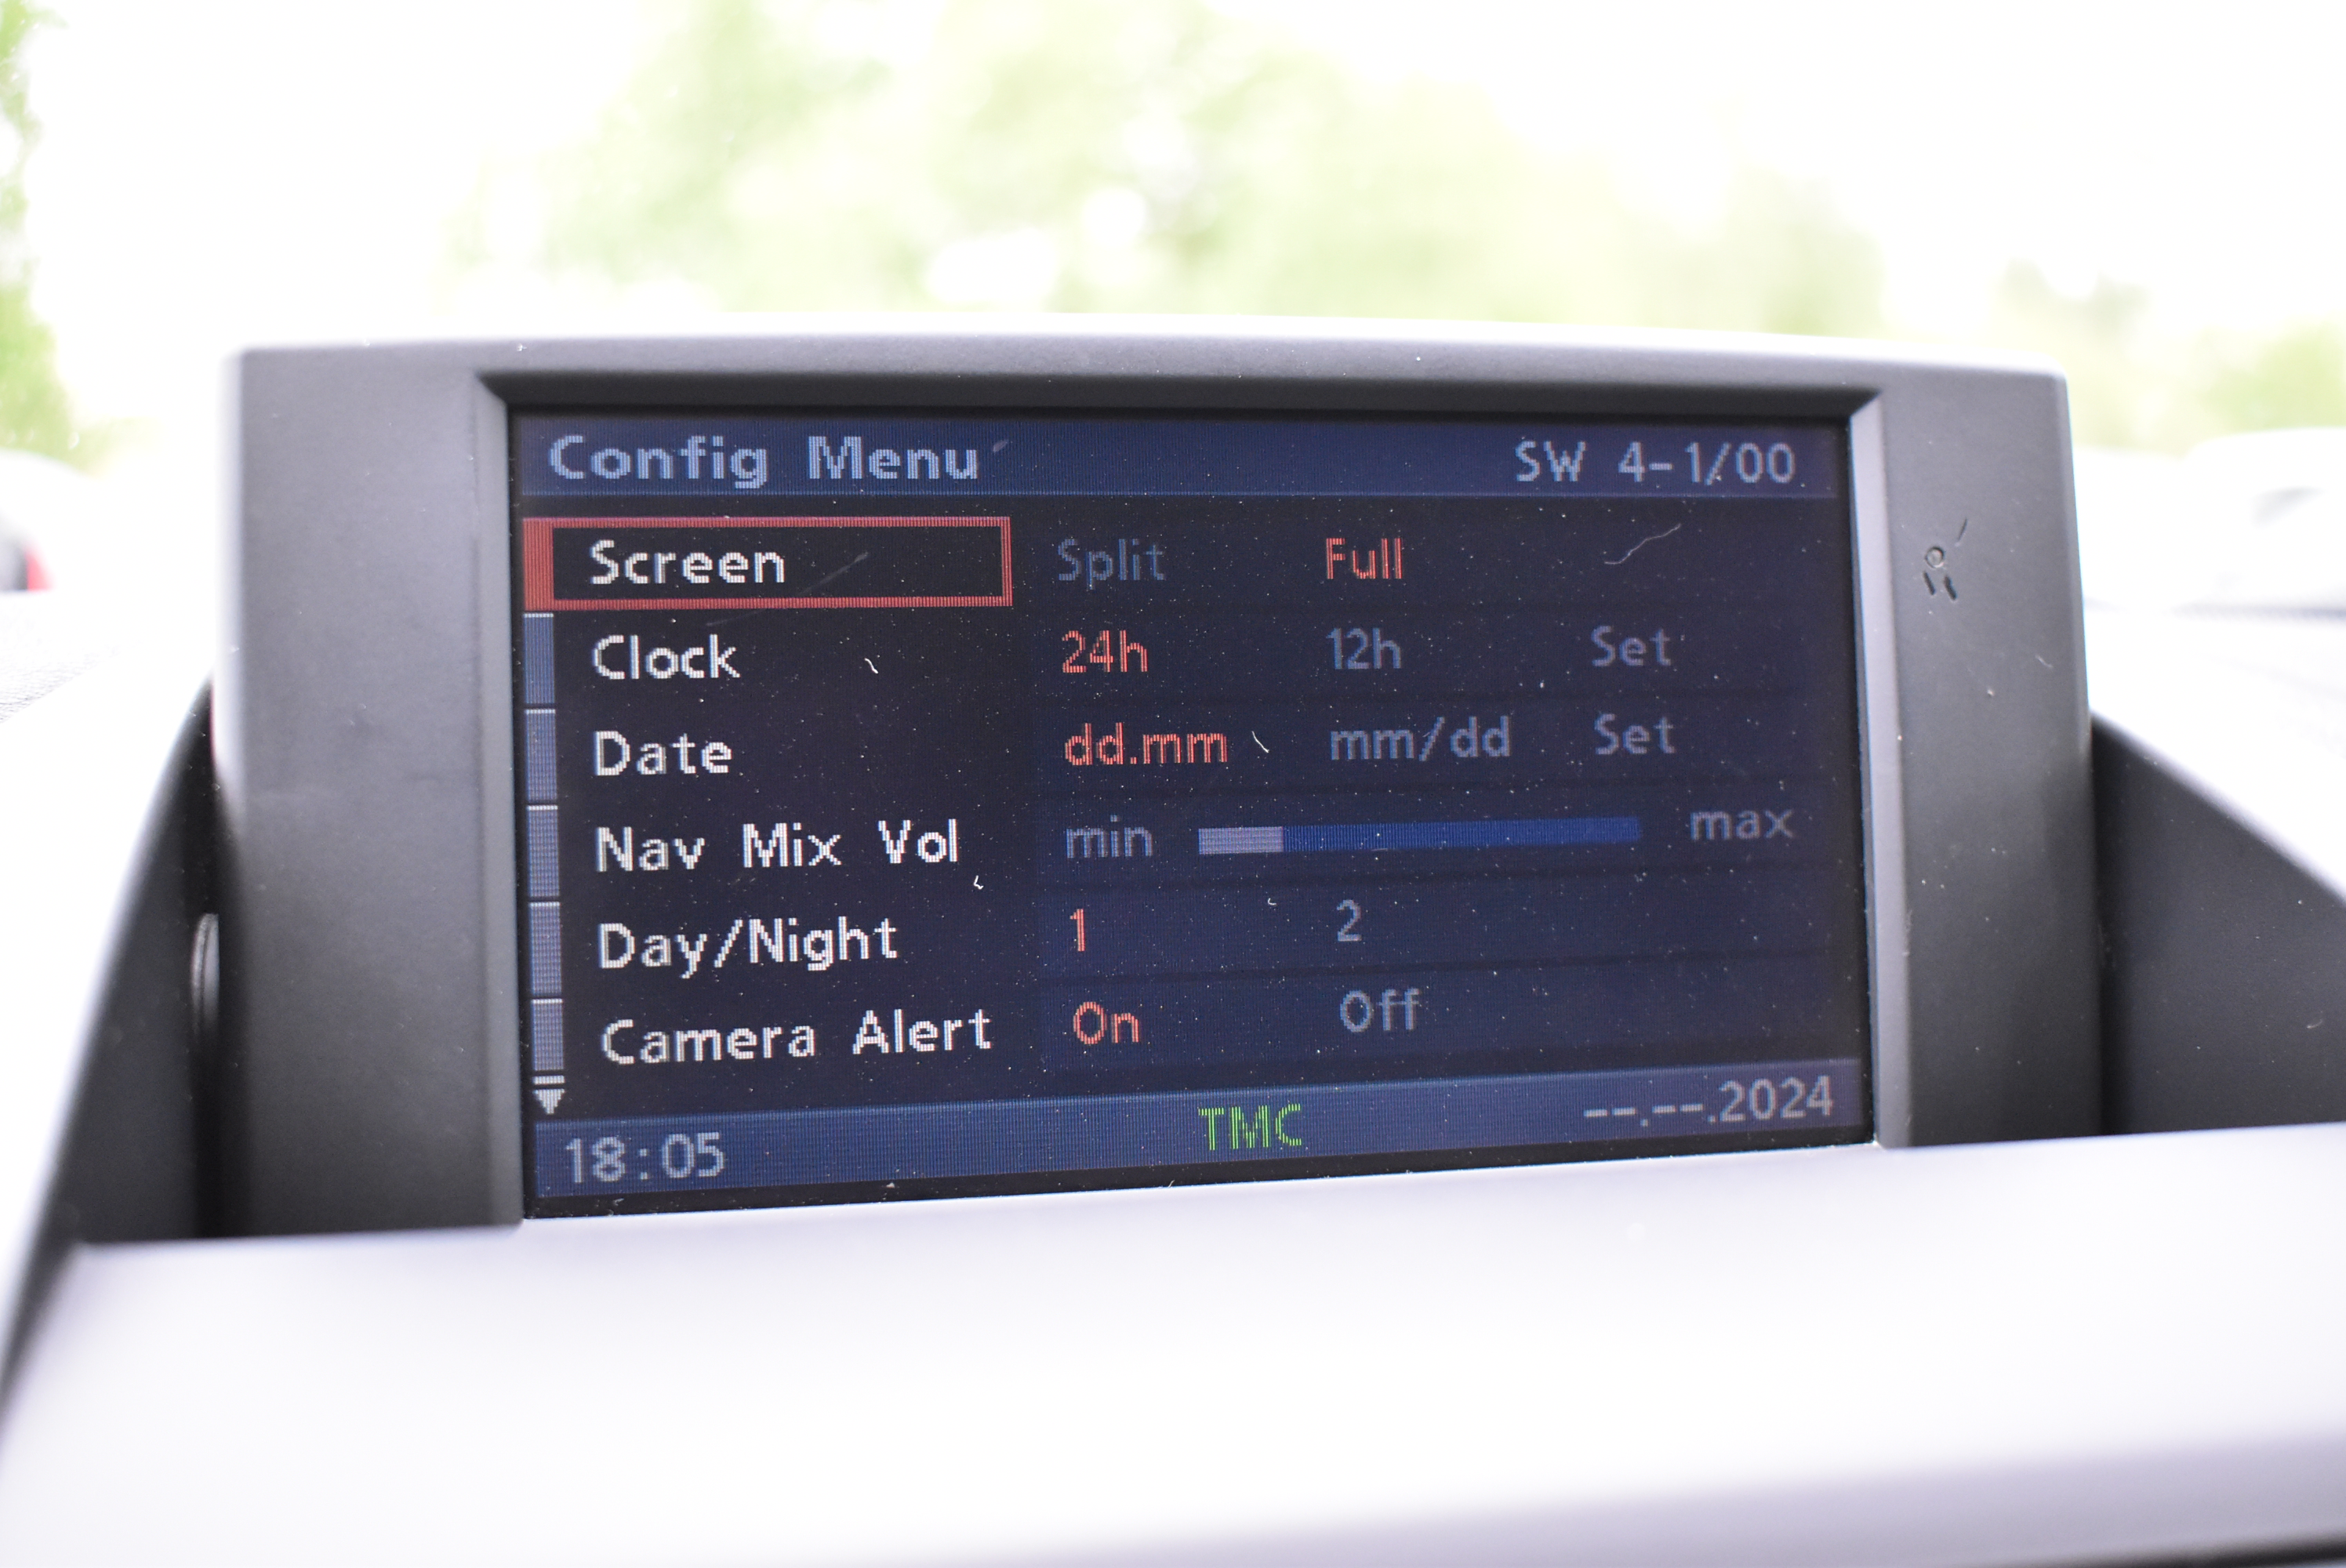 Config Menu SW 4-1/00
Screen Split Full
Clock 24h 12h Set
Date dd.mm mm/dd Set
Nav Mix Vol min max
Day/Night 1 2
Camera Alert On Off
18:05 TMC --.--.2024